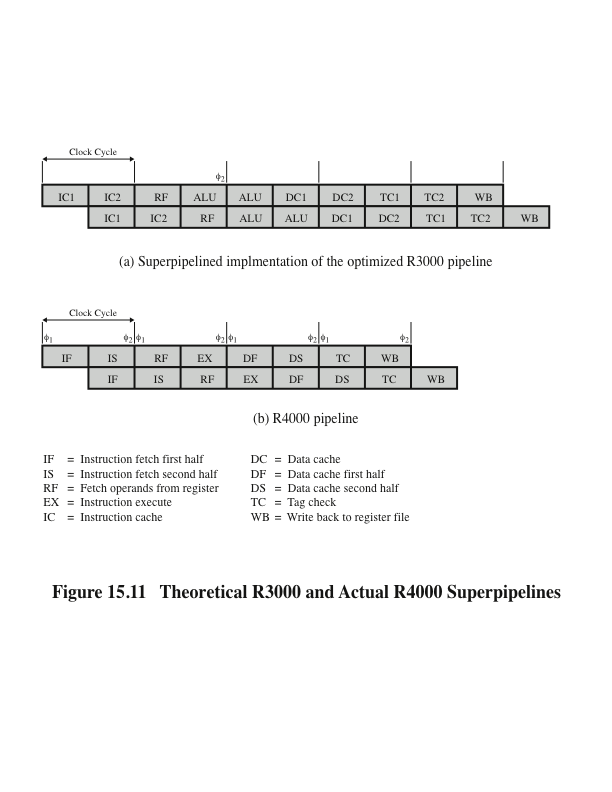 Clock Cycle
ϕ2
IC1 IC2 RF ALU ALU DC1 DC2 TC1 TC2 WB
IC1 IC2 RF ALU ALU DC1 DC2 TC1 TC2 WB
(a) Superpipelined implmentation of the optimized R3000 pipeline
Clock Cycle
ϕ1 ϕ2 ϕ1 ϕ2 ϕ1 ϕ2 ϕ1 ϕ2
IF IS RF EX DF DS TC WB
IF IS RF EX DF DS TC WB
(b) R4000 pipeline
IF = Instruction fetch first half
IS = Instruction fetch second half
RF = Fetch operands from register
EX = Instruction execute
IC = Instruction cache
DC = Data cache
DF = Data cache first half
DS = Data cache second half
TC = Tag check
WB = Write back to register file
Figure 15.11 Theoretical R3000 and Actual R4000 Superpipelines